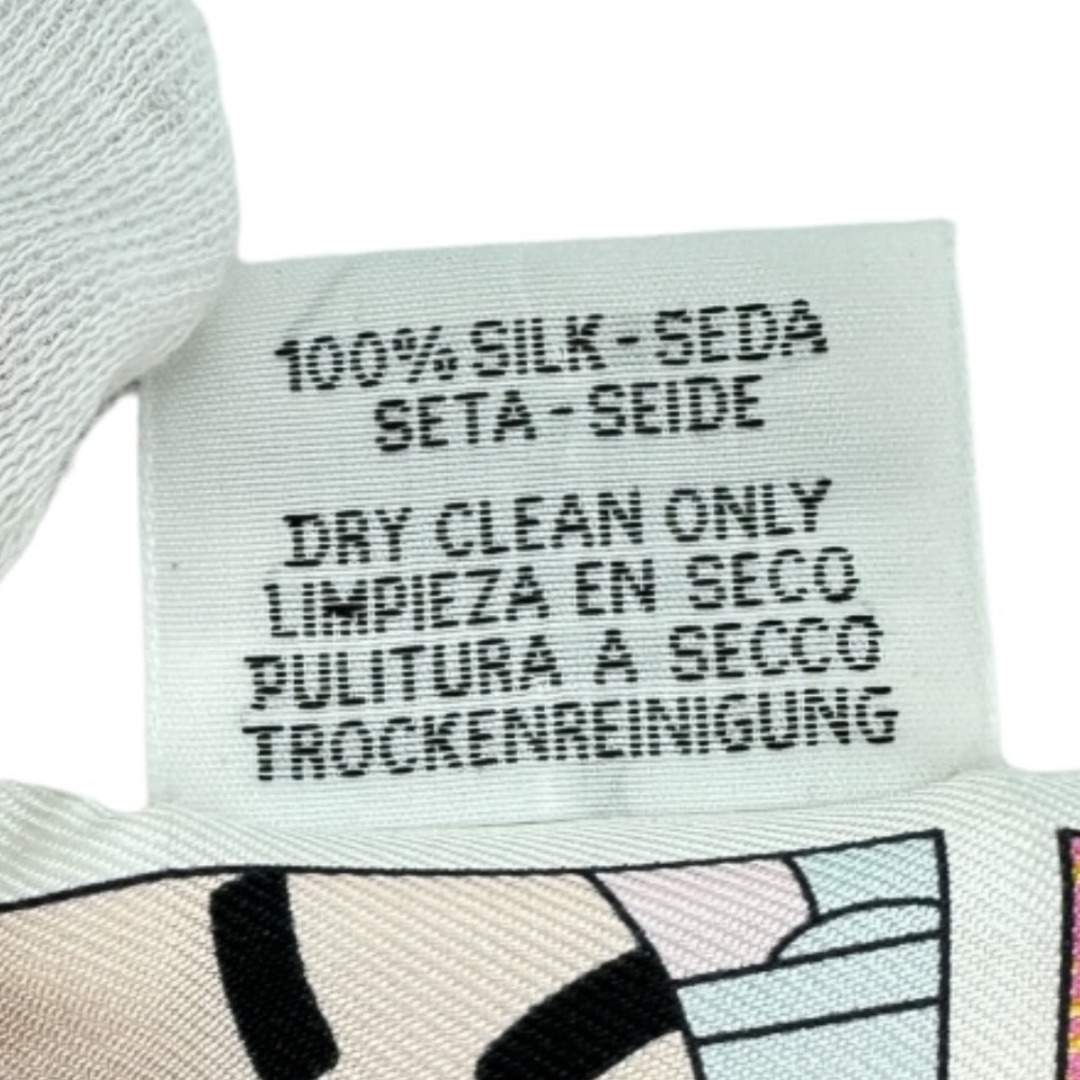 100% SILK-SEDA
SETA-SEIDE
DRY CLEAN ONLY
LIMPIEZA EN SECO
PULITURA A SECCO
TROCKENREINIGUNG